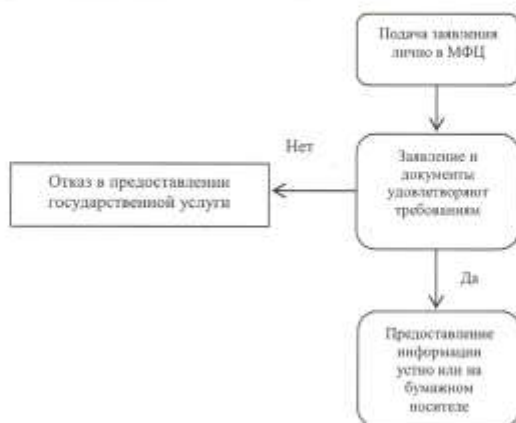 Подача заявления
лично в МФЦ
Нет
Заявление и
документы
удовлетворяют
требованиям
Отказ в предоставлении
государственной услуги
Да
Предоставление
информации
устно или на
бумажном
носителе